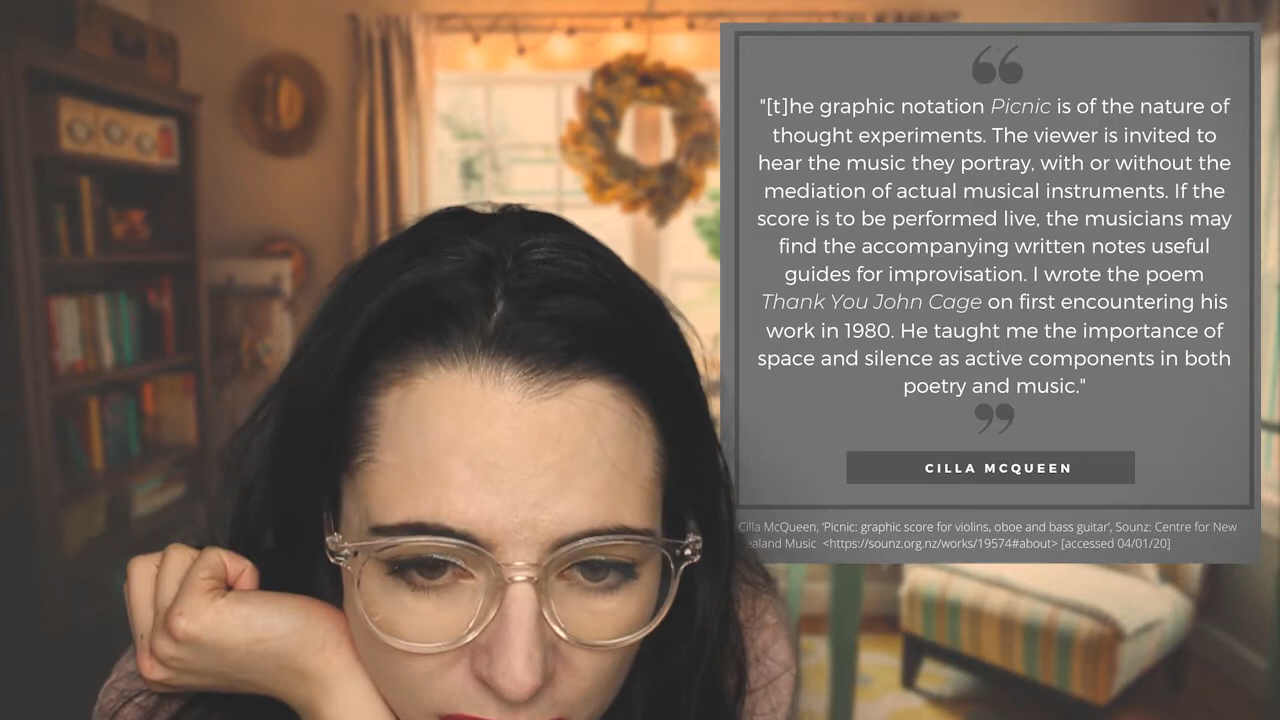 "[t]he graphic notation Picnic is of the nature of
thought experiments. The viewer is invited to
hear the music they portray, with or without the
mediation of actual musical instruments. If the
score is to be performed live, the musicians may
find the accompanying written notes useful
guides for improvisation. I wrote the poem
Thank You John Cage on first encountering his
work in 1980. He taught me the importance of
space and silence as active components in both
poetry and music."
CILLA MCQUEEN
Cilla McQueen, 'Picnic: graphic score for violins, oboe and bass guitar', Sounz: Centre for New
ealand Music <https://sounz.org.nz/works/19574#about> [accessed 04/01/20]